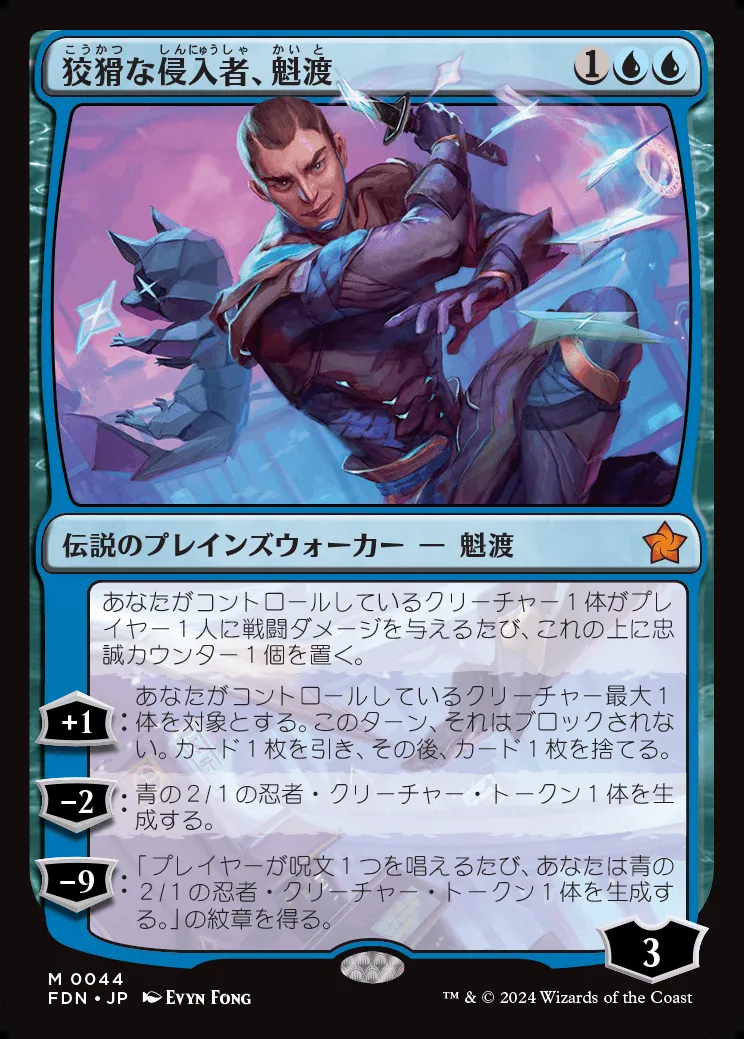 こうかつ しんにゅうしゃ かいと
狡猾な侵入者、魁渡 1
伝説のプレインズウォーカー ― 魁渡
あなたがコントロールしているクリーチャー1体がプレ
イヤー1人に戦闘ダメージを与えるたび、これの上に忠
誠カウンター1個を置く。
+1:あなたがコントロールしているクリーチャー最大1
体を対象とする。このターン、それはブロックされな
い。カード1枚を引き、その後、カード1枚を捨てる。
-2:青の2/1の忍者・クリーチャー・トークン1体を生
成する。
-9:「プレイヤーが呪文1つを唱えるたび、あなたは青の
2/1の忍者・クリーチャー・トークン1体を生成す
る。」の紋章を得る。
3
M 0044
FDN • JP Evyn Fong
™ & © 2024 Wizards of the Coast